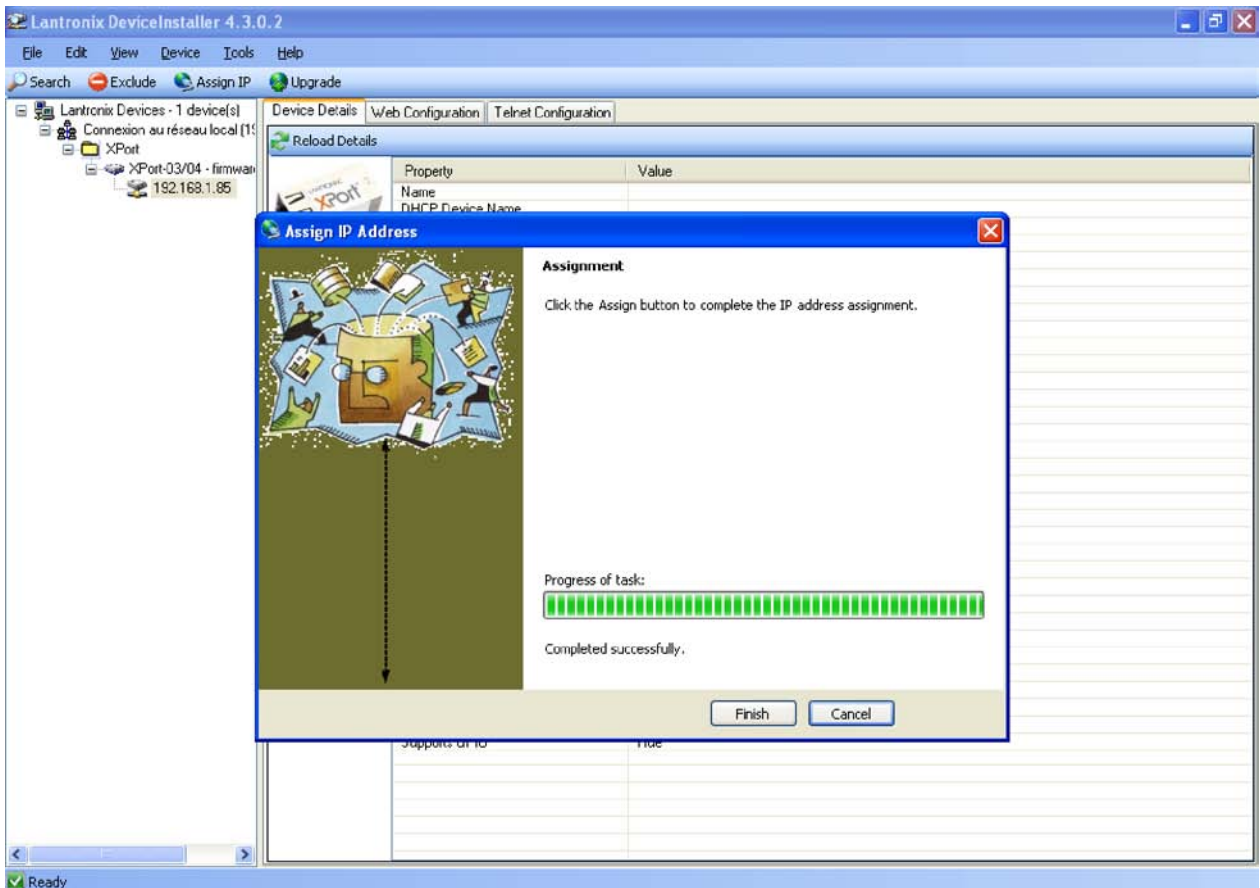 Lantronix DeviceInstaller 4.3.0.2
File Edit View Device Tools Help
Search Exclude Assign IP Upgrade
Lantronix Devices - 1 device(s)
Connexion au réseau local (19
XPort
XPort-03/04 - firmwar
192.168.1.85
Device Details Web Configuration Telnet Configuration
Reload Details
XPort
Property Value
Name
DHCP Device Name
Assign IP Address
Assignment
Click the Assign button to complete the IP address assignment.
Progress of task:
Completed successfully.
Finish Cancel
Ready